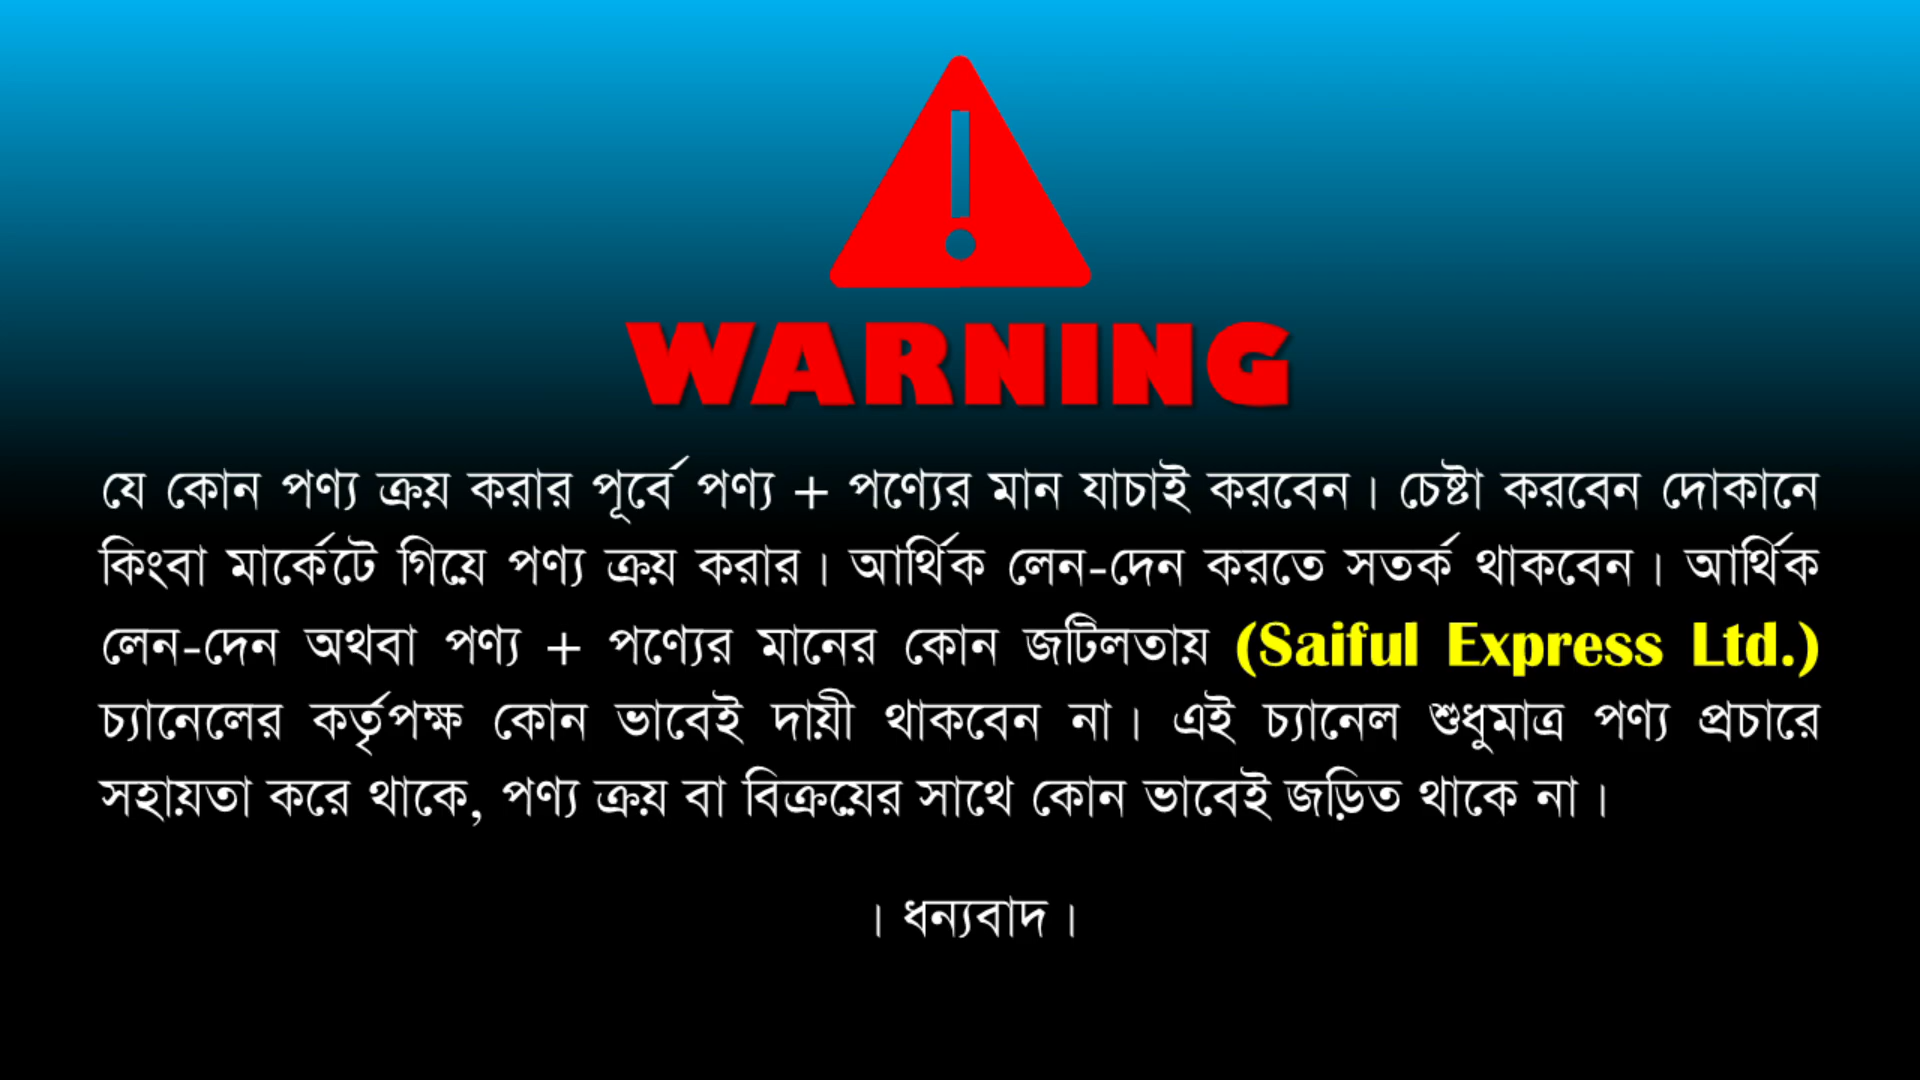 WARNING
যে কোন পণ্য ক্রয় করার পূর্বে পণ্য + পণ্যের মান যাচাই করবেন। চেষ্টা করবেন দোকানে
কিংবা মার্কেটে গিয়ে পণ্য ক্রয় করার। আর্থিক লেন-দেন করতে সতর্ক থাকবেন। আর্থিক
লেন-দেন অথবা পণ্য + পণ্যের মানের কোন জটিলতায় (Saiful Express Ltd.)
চ্যানেলের কর্তৃপক্ষ কোন ভাবেই দায়ী থাকবেন না। এই চ্যানেল শুধুমাত্র পণ্য প্রচারে
সহায়তা করে থাকে, পণ্য ক্রয় বা বিক্রয়ের সাথে কোন ভাবেই জড়িত থাকে না।
। ধন্যবাদ।